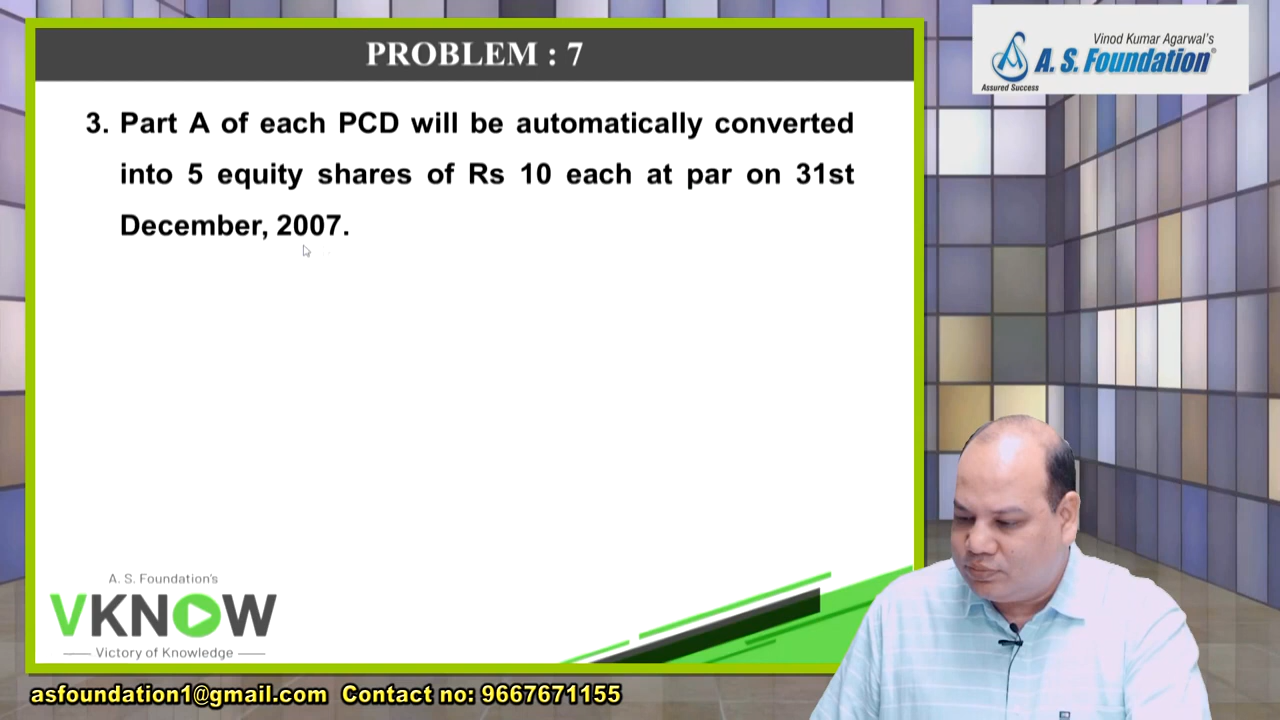 PROBLEM : 7
Vinod Kumar Agarwal's
A. S. Foundation®
Assured Success
3. Part A of each PCD will be automatically converted
into 5 equity shares of Rs 10 each at par on 31st
December, 2007.
A. S. Foundation's
VKNOW
Victory of Knowledge
asfoundation1@gmail.com Contact no: 9667671155